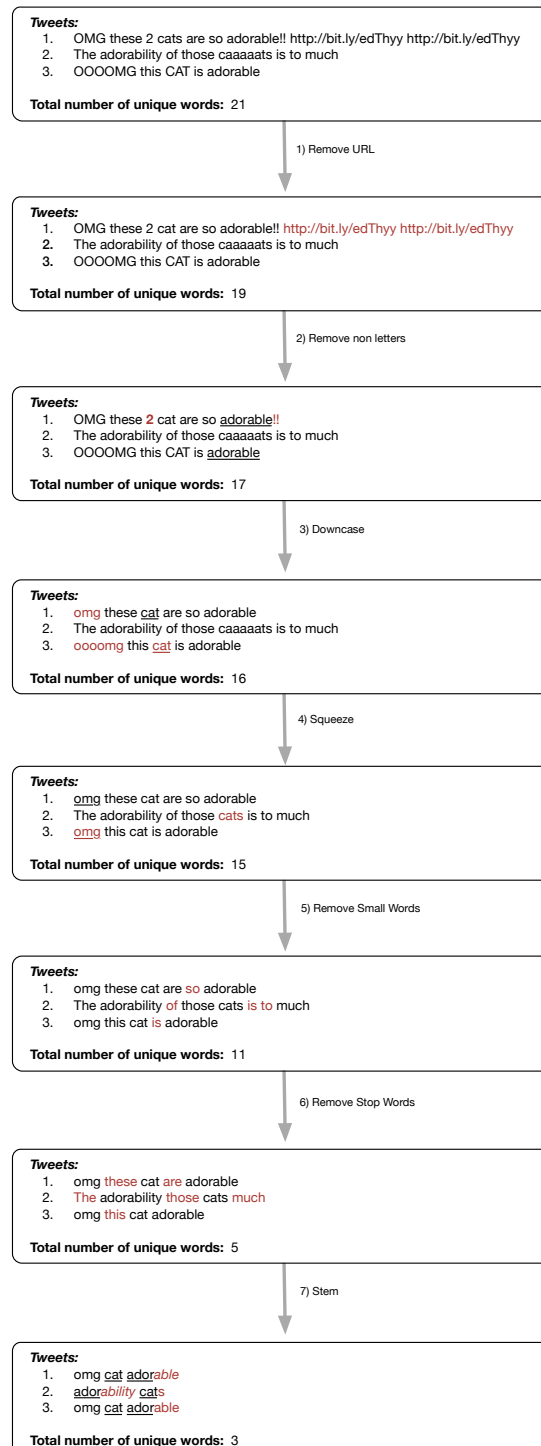 Tweets:
1. OMG these 2 cats are so adorable!! http://bit.ly/edThyy http://bit.ly/edThyy
2. The adorability of those caaaaats is to much
3. OOOOMG this CAT is adorable
Total number of unique words: 21
1) Remove URL
Tweets:
1. OMG these 2 cat are so adorable!! http://bit.ly/edThyy http://bit.ly/edThyy
2. The adorability of those caaaaats is to much
3. OOOOMG this CAT is adorable
Total number of unique words: 19
2) Remove non letters
Tweets:
1. OMG these 2 cat are so adorable!!
2. The adorability of those caaaaats is to much
3. OOOOMG this CAT is adorable
Total number of unique words: 17
3) Downcase
Tweets:
1. omg these cat are so adorable
2. The adorability of those caaaaats is to much
3. oooomg this cat is adorable
Total number of unique words: 16
4) Squeeze
Tweets:
1. omg these cat are so adorable
2. The adorability of those cats is to much
3. omg this cat is adorable
Total number of unique words: 15
5) Remove Small Words
Tweets:
1. omg these cat are so adorable
2. The adorability of those cats is to much
3. omg this cat is adorable
Total number of unique words: 11
6) Remove Stop Words
Tweets:
1. omg these cat are adorable
2. The adorability those cats much
3. omg this cat adorable
Total number of unique words: 5
7) Stem
Tweets:
1. omg cat adorable
2. adorability cats
3. omg cat adorable
Total number of unique words: 3